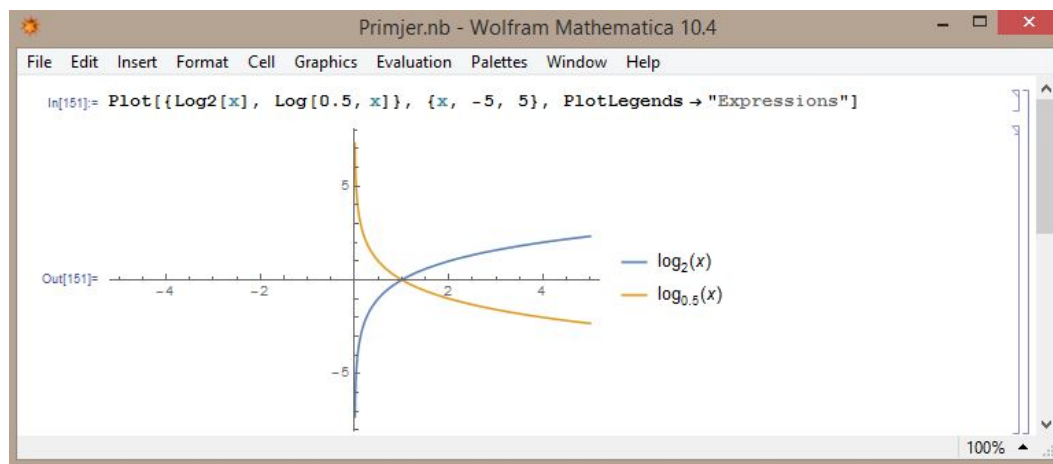 Primjer.nb - Wolfram Mathematica 10.4
File Edit Insert Format Cell Graphics Evaluation Palettes Window Help
In[151]:= Plot[{Log2[x], Log[0.5, x]}, {x, -5, 5}, PlotLegends → "Expressions"]
5
Out[151]=
-4 -2 2 4
-5
log₂(x)
log₀.₅(x)
100%